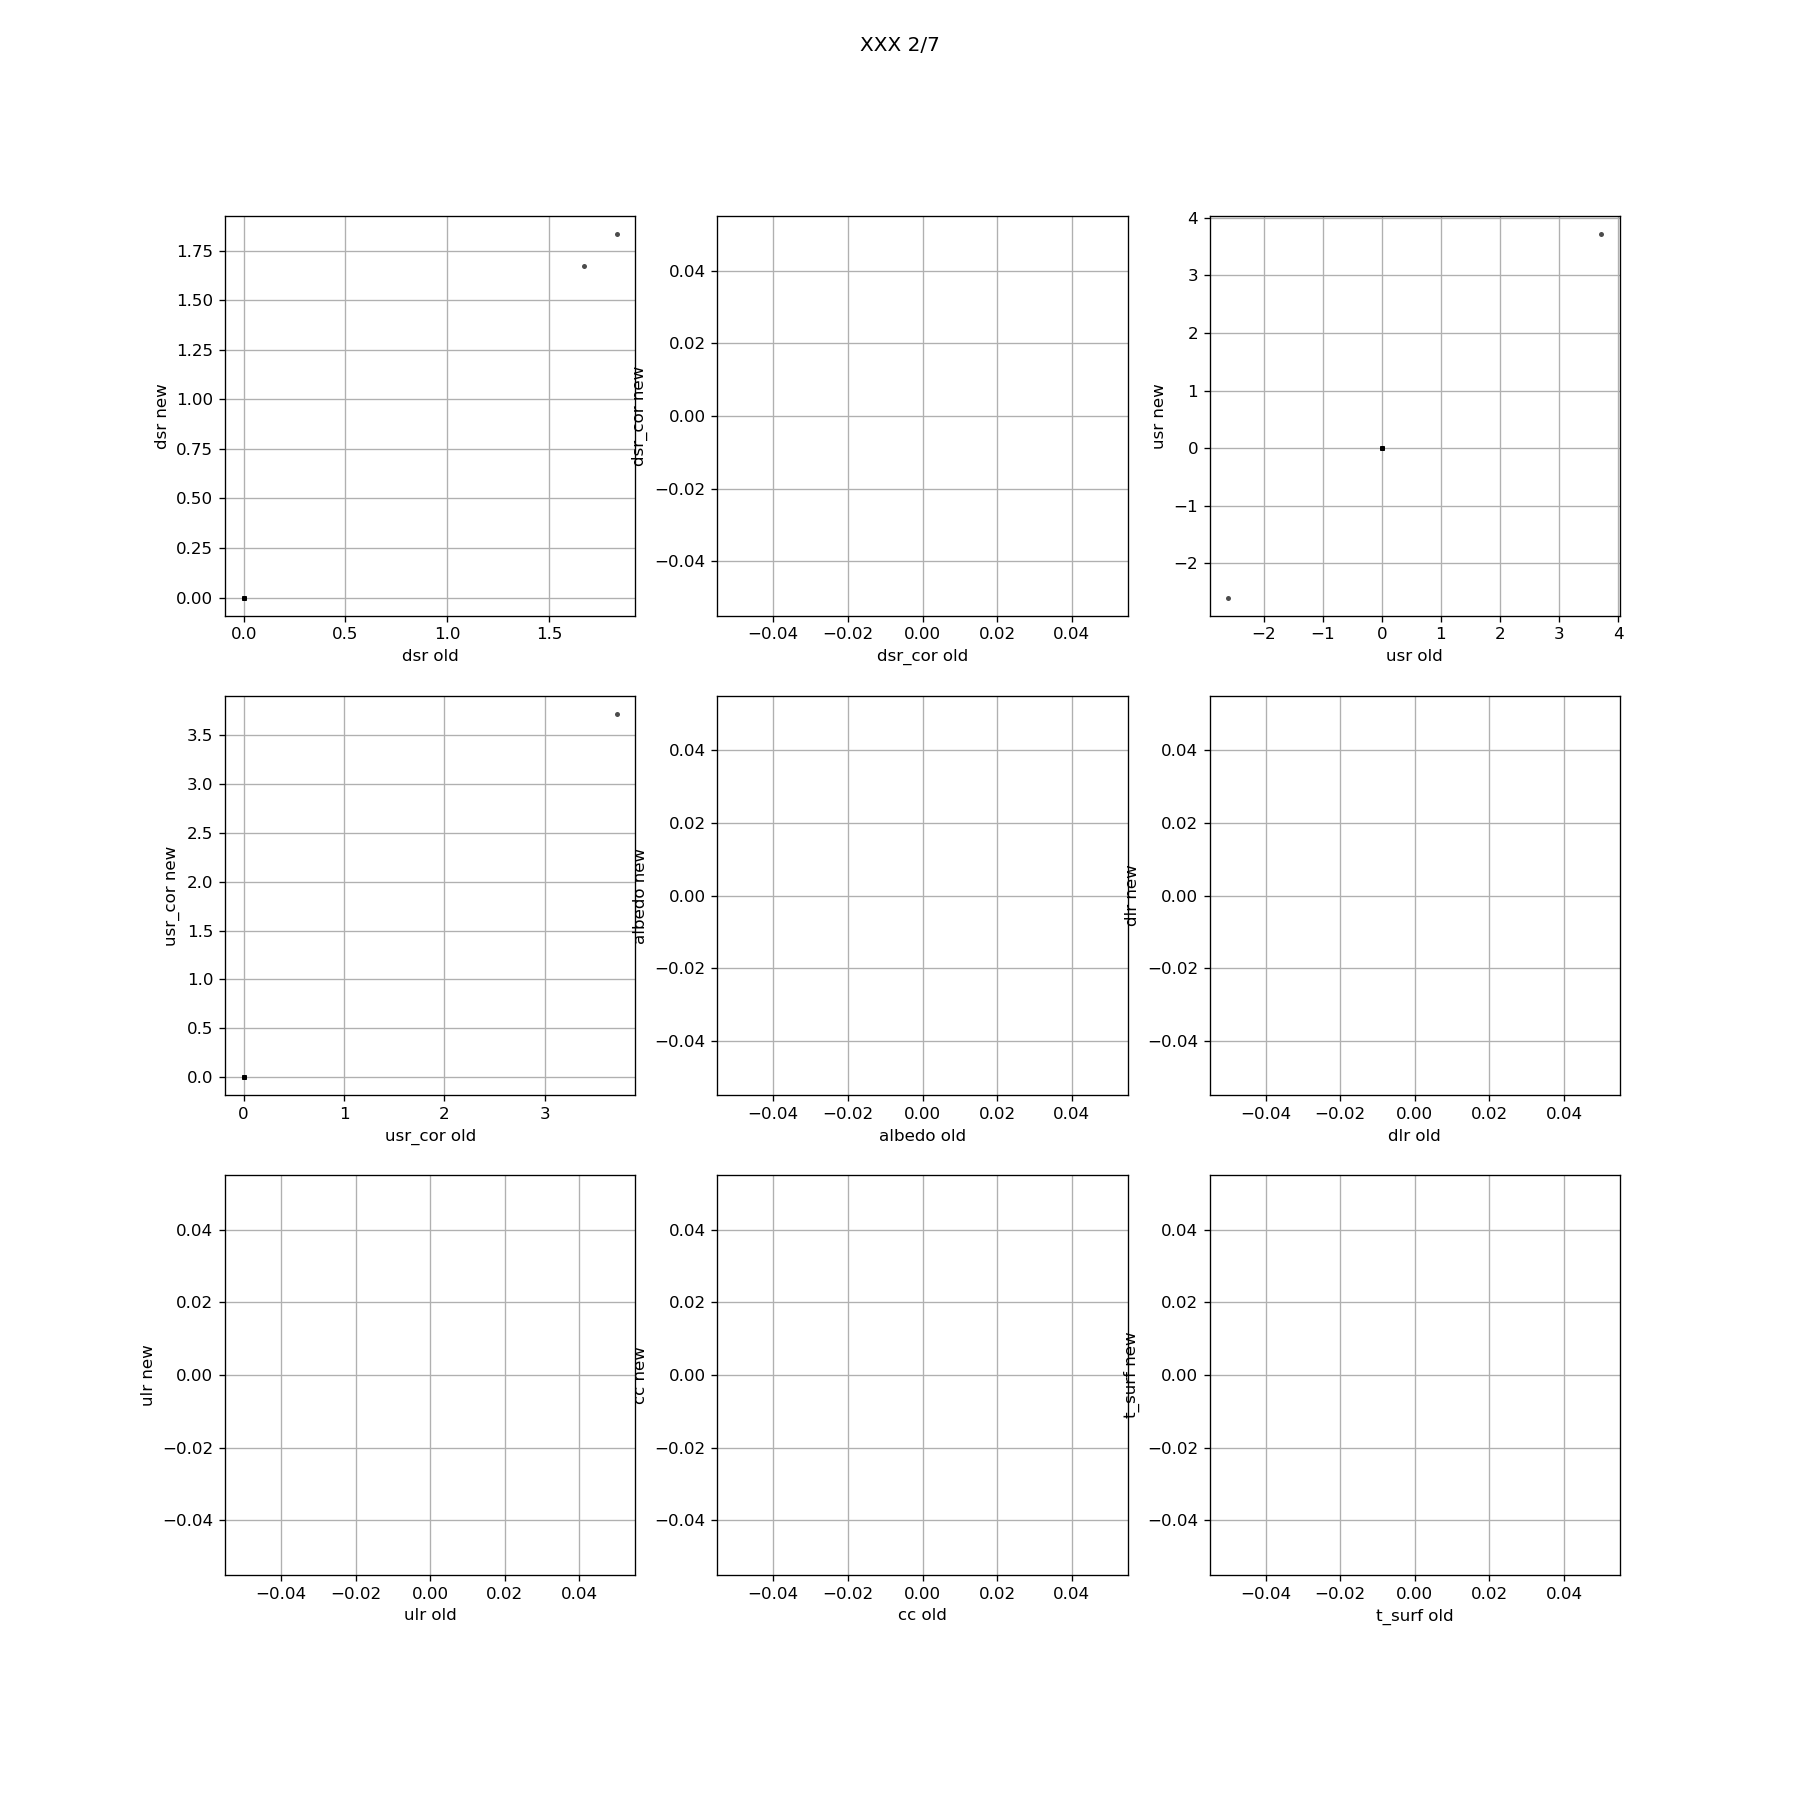 XXX 2/7
dsr new
1.75
1.50
1.25
1.00
0.75
0.50
0.25
0.00
0.0 0.5 1.0 1.5
dsr old
dsr_cor new
0.04
0.02
0.00
−0.02
−0.04
−0.04 −0.02 0.00 0.02 0.04
dsr_cor old
usr new
4
3
2
1
0
−1
−2
−2 −1 0 1 2 3 4
usr old
usr_cor new
3.5
3.0
2.5
2.0
1.5
1.0
0.5
0.0
0 1 2 3
usr_cor old
albedo new
0.04
0.02
0.00
−0.02
−0.04
−0.04 −0.02 0.00 0.02 0.04
albedo old
dlr new
0.04
0.02
0.00
−0.02
−0.04
−0.04 −0.02 0.00 0.02 0.04
dlr old
ulr new
0.04
0.02
0.00
−0.02
−0.04
−0.04 −0.02 0.00 0.02 0.04
ulr old
cc new
0.04
0.02
0.00
−0.02
−0.04
−0.04 −0.02 0.00 0.02 0.04
cc old
t_surf new
0.04
0.02
0.00
−0.02
−0.04
−0.04 −0.02 0.00 0.02 0.04
t_surf old